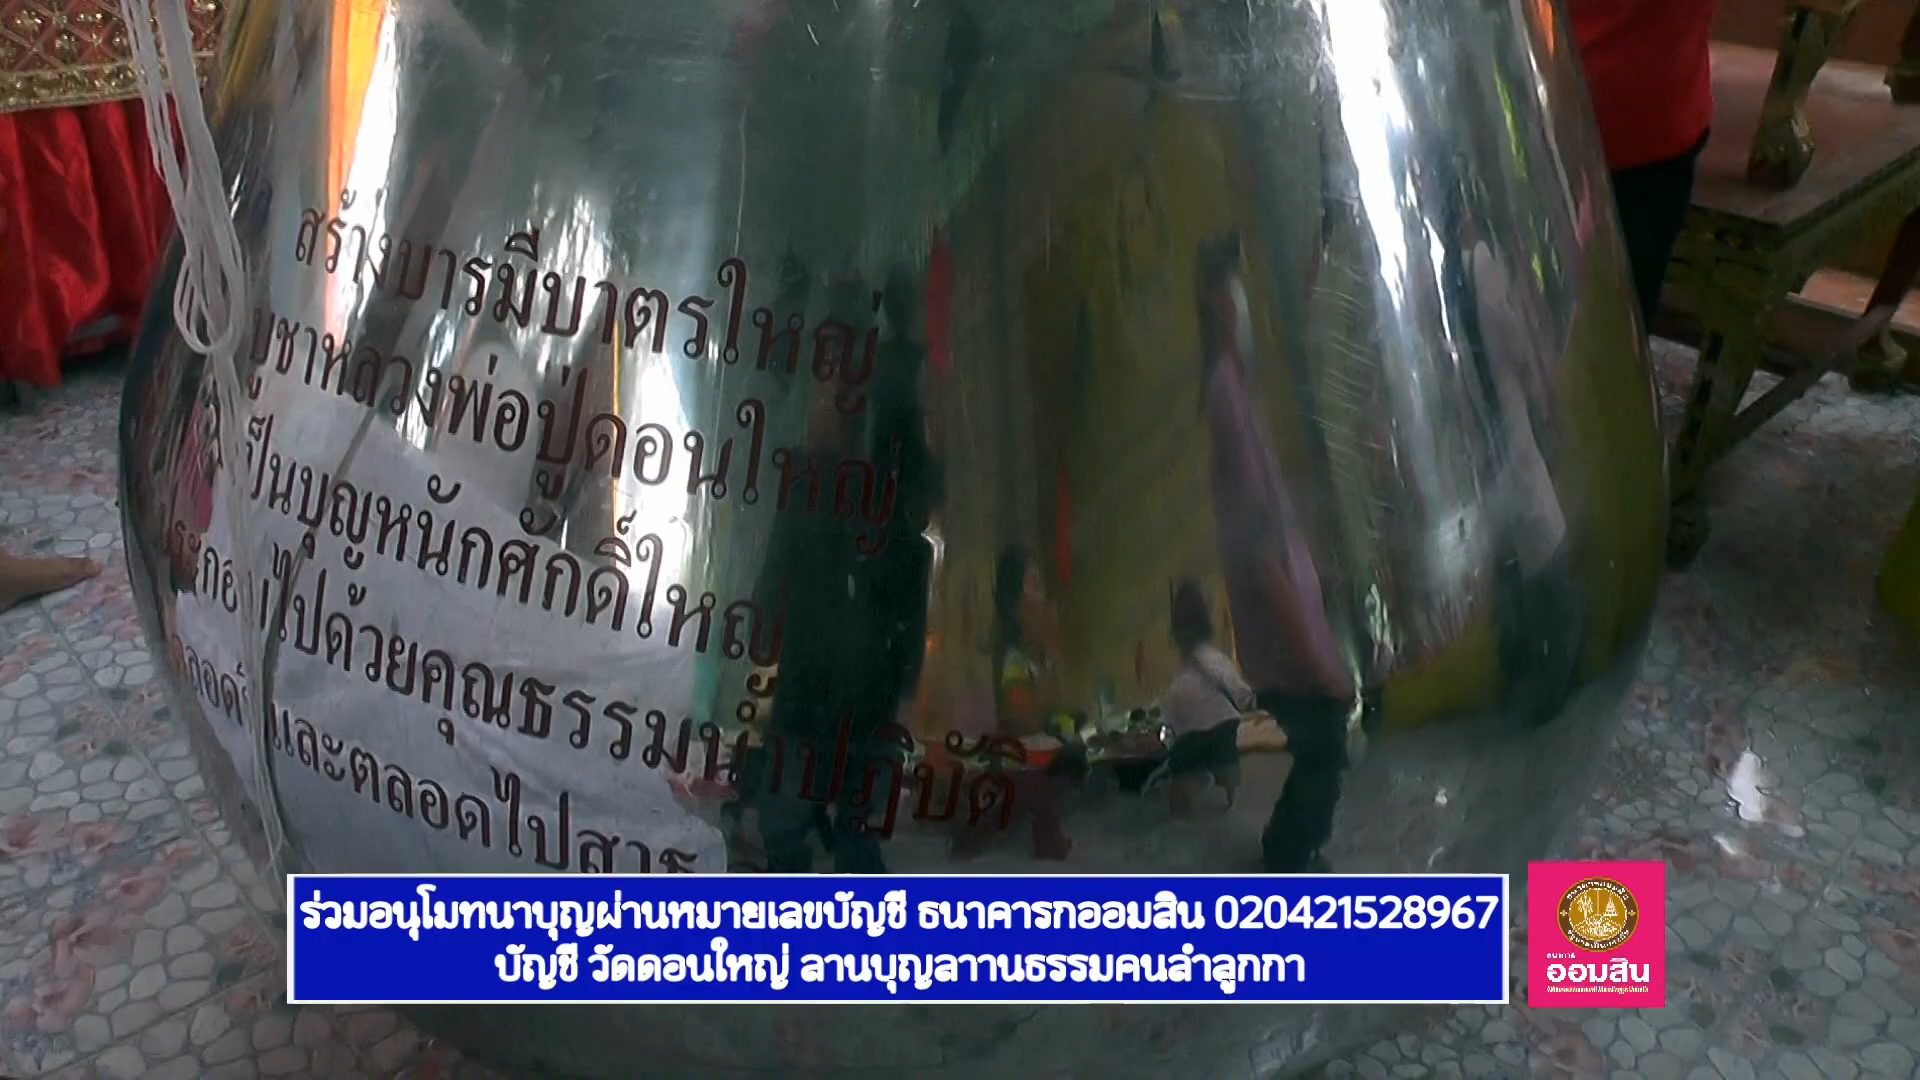 สร้างบารมีบาตรใหญ่
บูชาหลวงพ่อปู่ดอนใหญ่
เป็นบุญหนักศักดิ์ใหญ่
ไปด้วยคุณธรรมนำปฏิบัติ
และตลอดไป
ร่วมอนุโมทนาบุญผ่านหมายเลขบัญชี ธนาคารกออมสิน 020421528967
บัญชี วัดดอนใหญ่ ลานบุญลาานธรรมคนลำลูกกา
ธนาคาร
ออมสิน